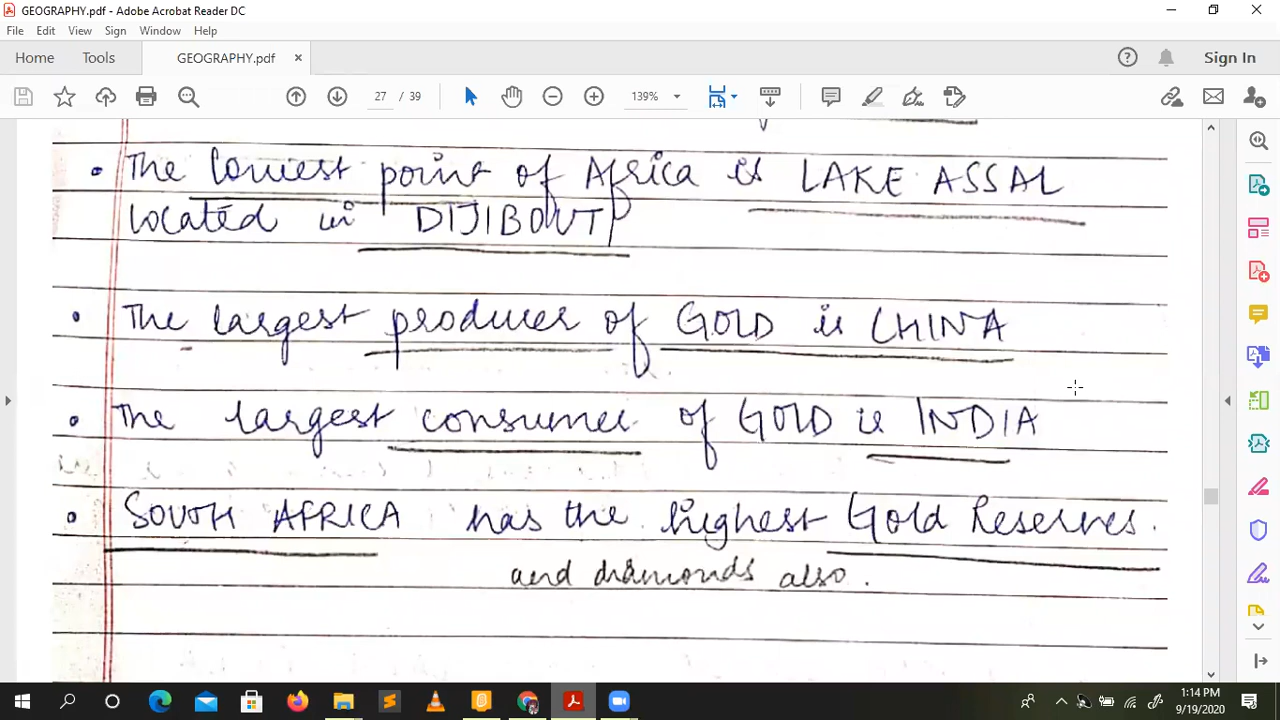 GEOGRAPHY.pdf - Adobe Acrobat Reader DC
File Edit View Sign Window Help
Home Tools GEOGRAPHY.pdf × Sign In
27 / 39 139%
• The lowest point of Africa is LAKE ASSAL
located in DIJIBOUTI
• The largest producer of GOLD is CHINA
• The largest consumer of GOLD is INDIA
• SOUTH AFRICA has the highest Gold Reserves.
and diamonds also.
1:14 PM
9/19/2020